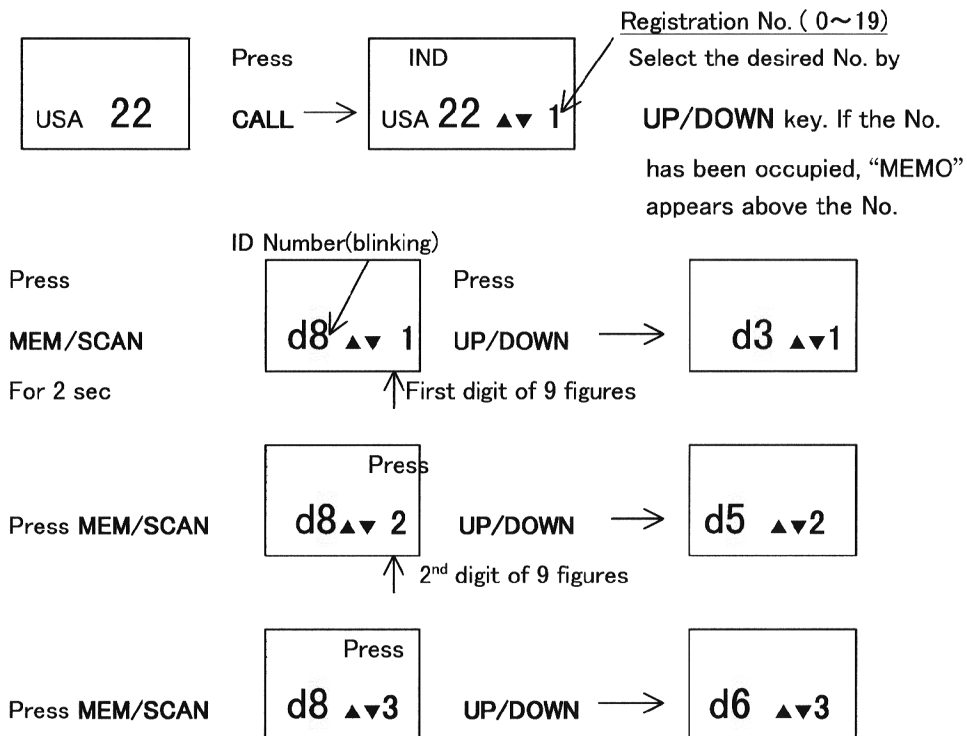 Registration No. ( 0～19)
Press IND Select the desired No. by
USA 22 CALL USA 22 ▲▼ 1 UP/DOWN key. If the No.
has been occupied, “MEMO”
appears above the No.
ID Number(blinking)
Press Press
MEM/SCAN d8 ▲▼ 1 UP/DOWN d3 ▲▼1
For 2 sec First digit of 9 figures
Press
Press MEM/SCAN d8▲▼ 2 UP/DOWN d5 ▲▼2
2nd digit of 9 figures
Press
Press MEM/SCAN d8 ▲▼3 UP/DOWN d6 ▲▼3